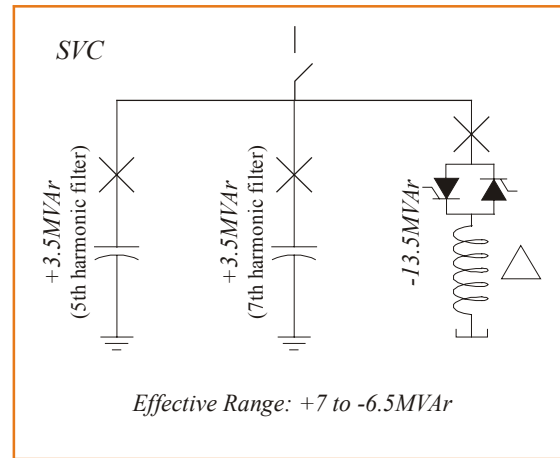 SVC
+3.5MVAr
(5th harmonic filter)
+3.5MVAr
(7th harmonic filter)
-13.5MVAr
Effective Range: +7 to -6.5MVAr